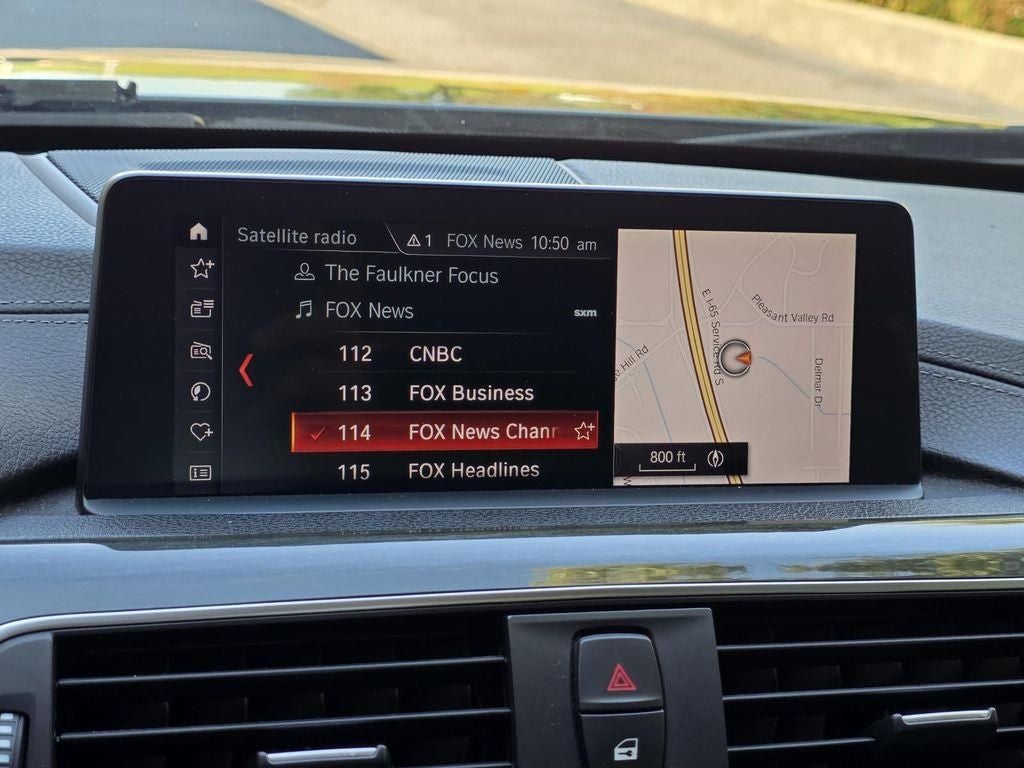 Satellite radio
1 FOX News 10:50 am
The Faulkner Focus
FOX News
sxm
112 CNBC
113 FOX Business
114 FOX News Chan
115 FOX Headlines
E I-65 Service Rd S
Pleasant Valley Rd
Hill Rd
Delmar Dr
800 ft